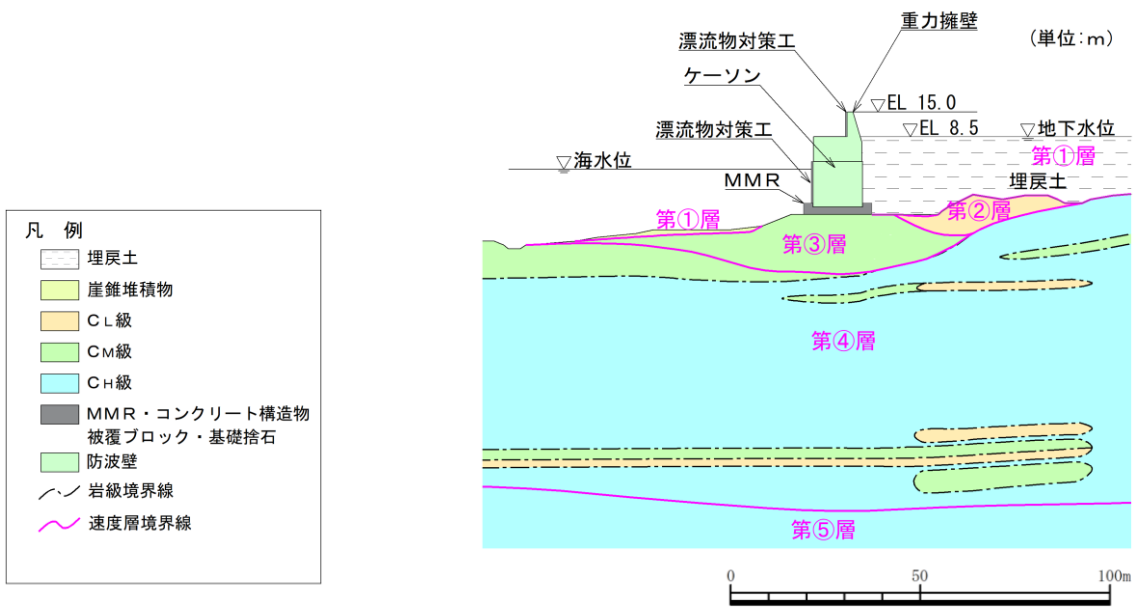 重力擁壁
漂流物対策工
(単位:m)
ケーソン
▽EL 15.0
漂流物対策工
▽EL 8.5
▽地下水位
▽海水位
第①層
埋戻土
MMR
第①層
第②層
第③層
第④層
第⑤層
凡 例
埋戻土
崖錐堆積物
CL級
CM級
CH級
MMR・コンクリート構造物
被覆ブロック・基礎捨石
防波壁
岩級境界線
速度層境界線
0 50 100m